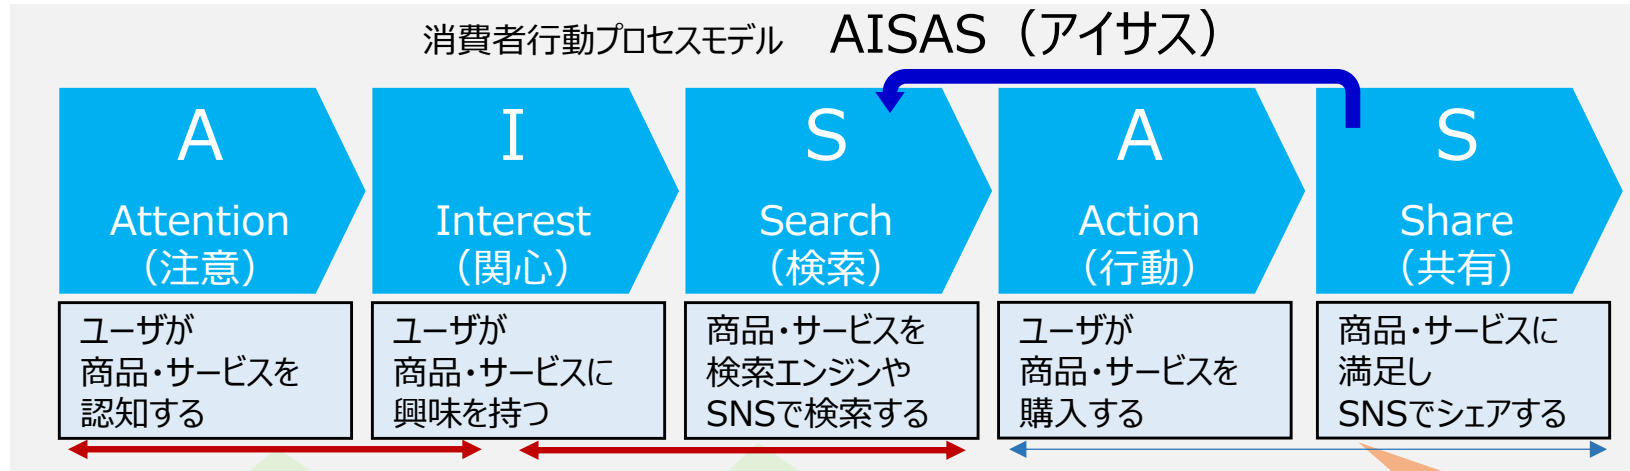 消費者行動プロセスモデル AISAS（アイサス）
A
Attention
（注意）
I
Interest
（関心）
S
Search
（検索）
A
Action
（行動）
S
Share
（共有）
ユーザが
商品・サービスを
認知する
ユーザが
商品・サービスに
興味を持つ
商品・サービスを
検索エンジンや
SNSで検索する
ユーザが
商品・サービスを
購入する
商品・サービスに
満足し
SNSでシェアする